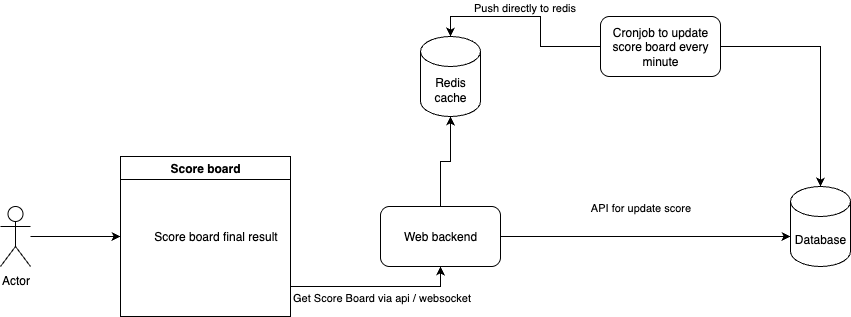 Push directly to redis
Cronjob to update
score board every
minute
Redis
cache
Score board
Score board final result
Web backend
API for update score
Database
Actor
Get Score Board via api / websocket